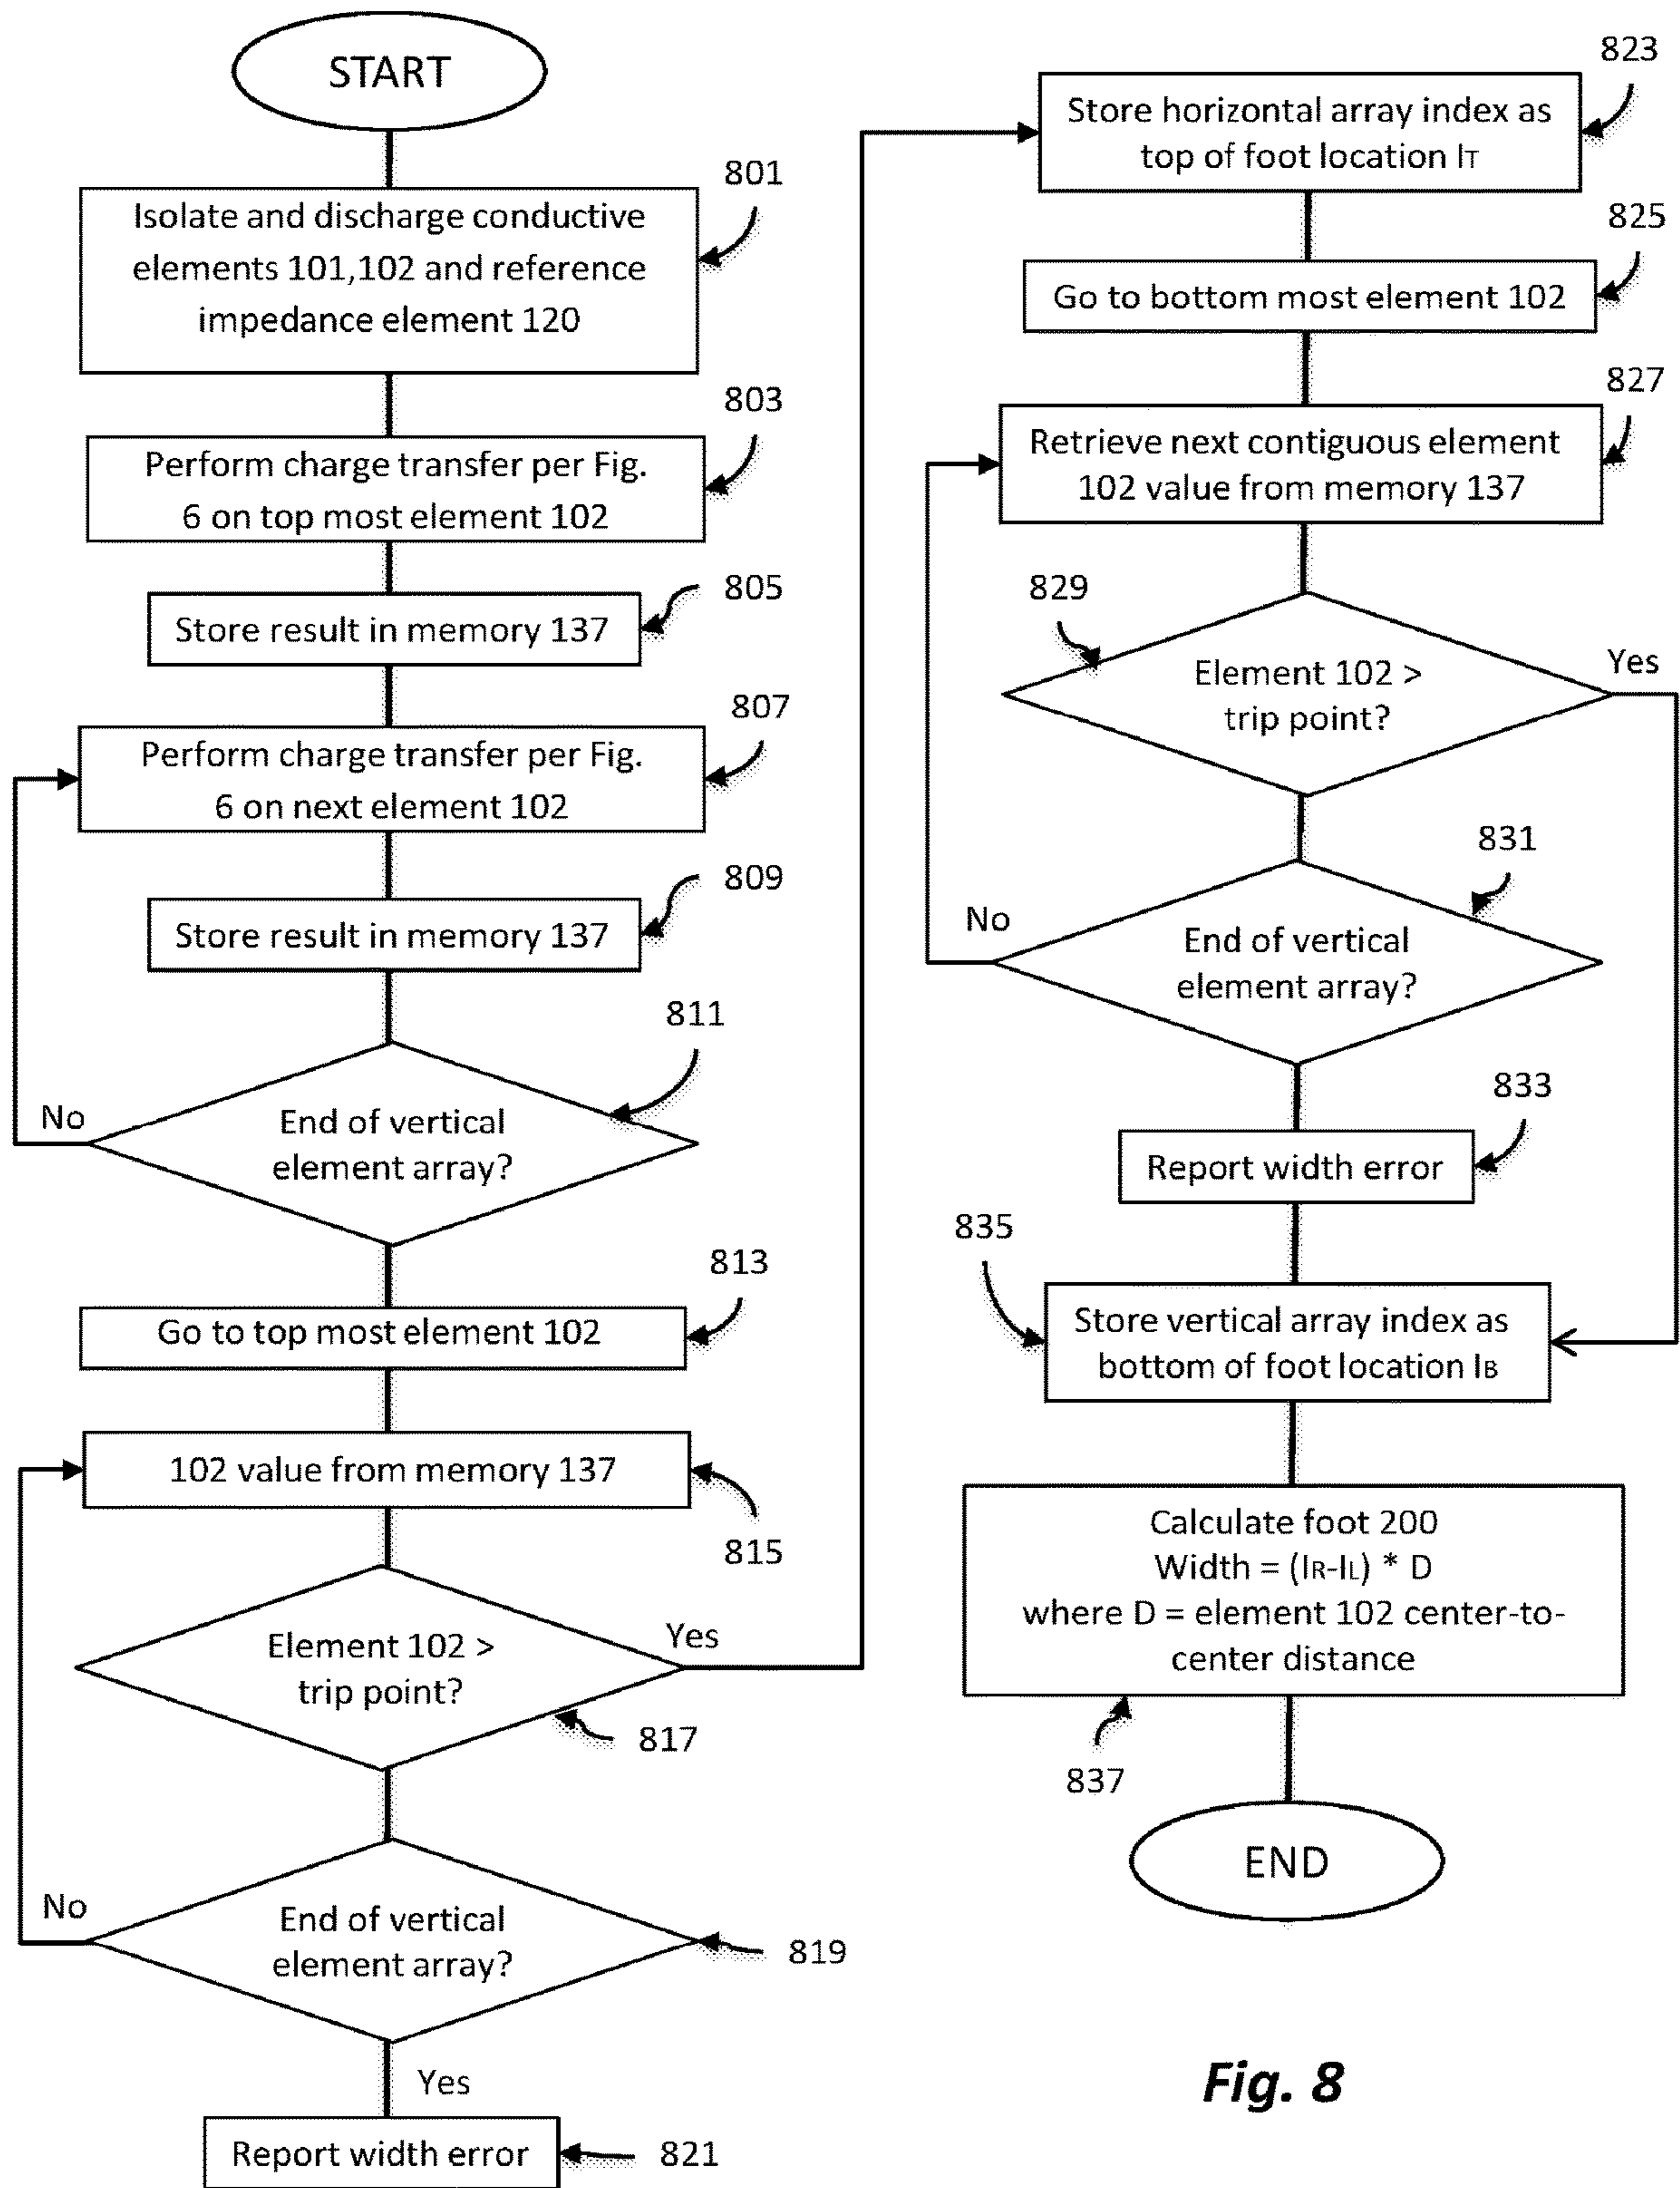 START
801
Isolate and discharge conductive
elements 101,102 and reference
impedance element 120
803
Perform charge transfer per Fig.
6 on top most element 102
805
Store result in memory 137
807
Perform charge transfer per Fig.
6 on next element 102
809
Store result in memory 137
811
No
End of vertical
element array?
813
Go to top most element 102
102 value from memory 137
815
Element 102 >
trip point?
Yes
817
No
End of vertical
element array?
819
Yes
Report width error
821
823
Store horizontal array index as
top of foot location IT
825
Go to bottom most element 102
827
Retrieve next contiguous element
102 value from memory 137
829
Element 102 >
trip point?
Yes
831
No
End of vertical
element array?
833
Report width error
835
Store vertical array index as
bottom of foot location IB
Calculate foot 200
Width = (IR-IL) * D
where D = element 102 center-to-
center distance
837
END
Fig. 8